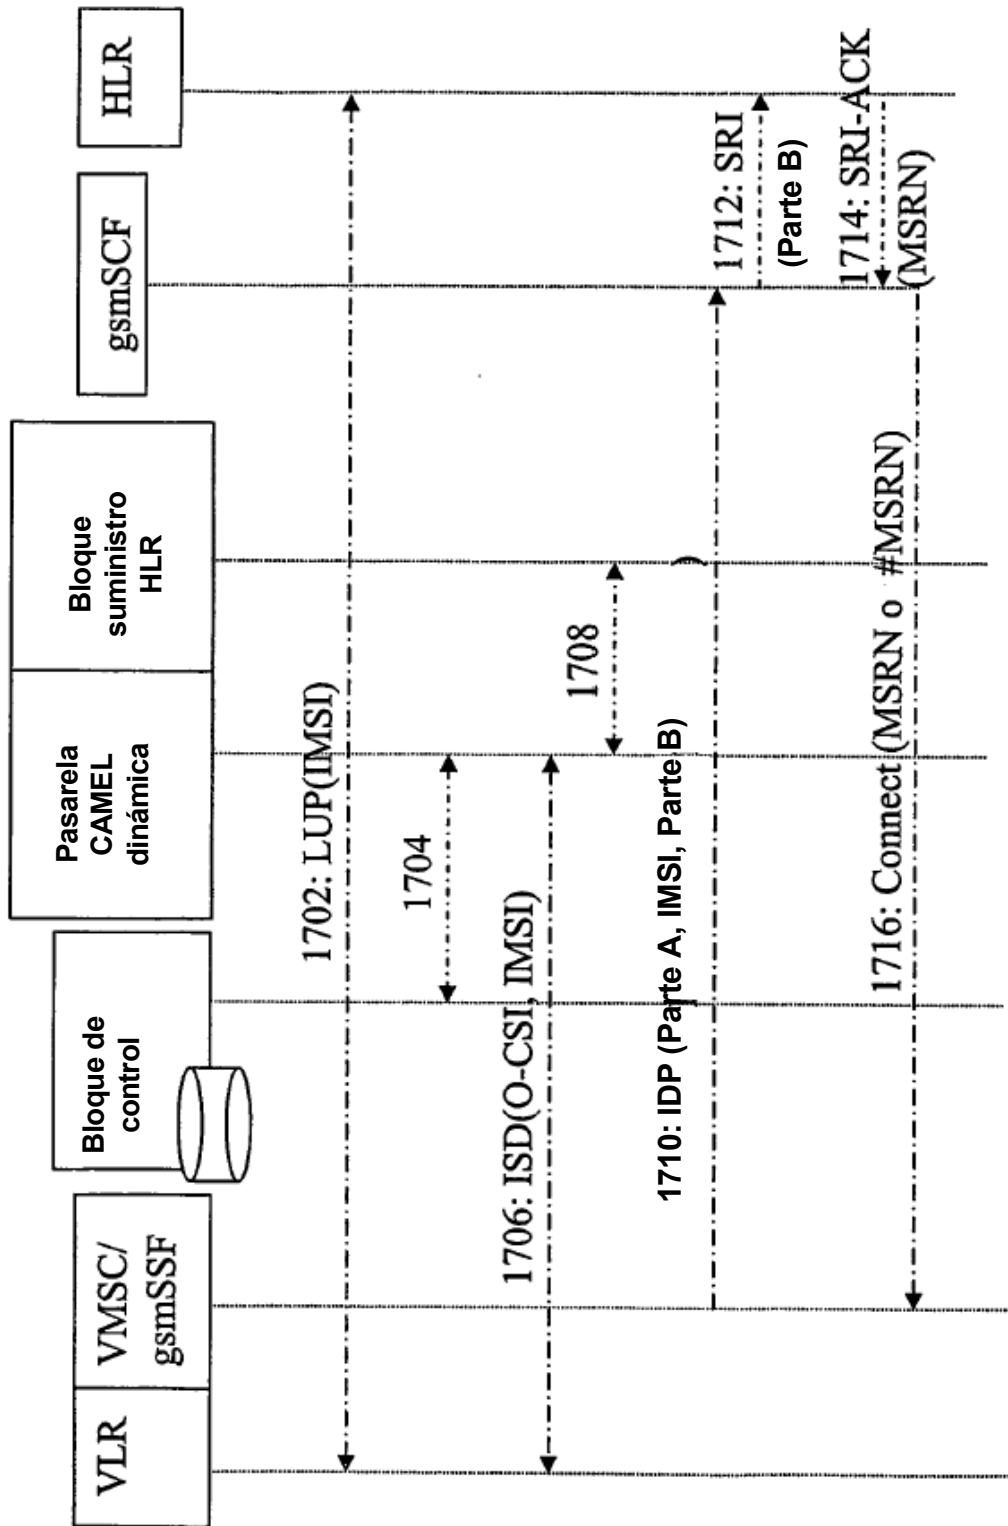 VLR
VMSC/
gsmSSF
Bloque de
control
Pasarela
CAMEL
dinámica
Bloque
suministro
HLR
gsmSCF
HLR
1702: LUP(IMSI)
1704
1706: ISD(O-CSI, IMSI)
1708
1710: IDP (Parte A, IMSI, Parte B)
1712: SRI
(Parte B)
1714: SRI-ACK
(MSRN)
1716: Connect (MSRN o #MSRN)